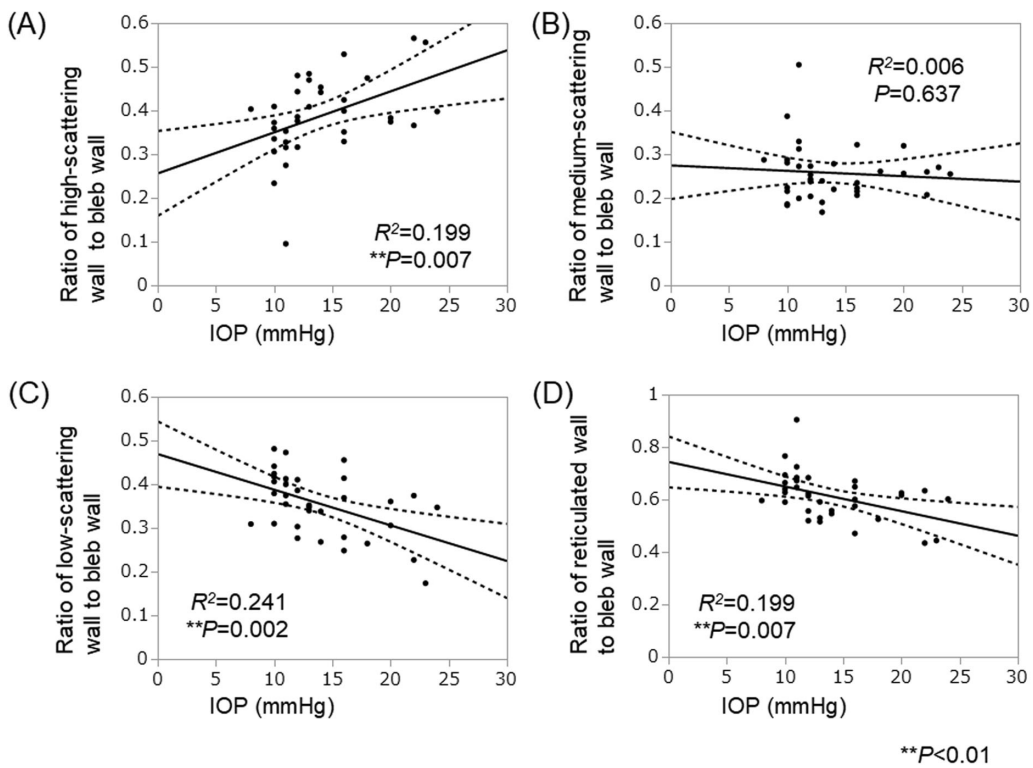 (A)
Ratio of high-scattering
wall to bleb wall
0.6
0.5
0.4
0.3
0.2
0.1
0
R²=0.199
**P=0.007
0 5 10 15 20 25 30
IOP (mmHg)
(B)
Ratio of medium-scattering
wall to bleb wall
0.6
0.5
0.4
0.3
0.2
0.1
0
R²=0.006
P=0.637
0 5 10 15 20 25 30
IOP (mmHg)
(C)
Ratio of low-scattering
wall to bleb wall
0.6
0.5
0.4
0.3
0.2
0.1
0
R²=0.241
**P=0.002
0 5 10 15 20 25 30
IOP (mmHg)
(D)
Ratio of reticulated wall
to bleb wall
1
0.8
0.6
0.4
0.2
0
R²=0.199
**P=0.007
0 5 10 15 20 25 30
IOP (mmHg)
**P<0.01